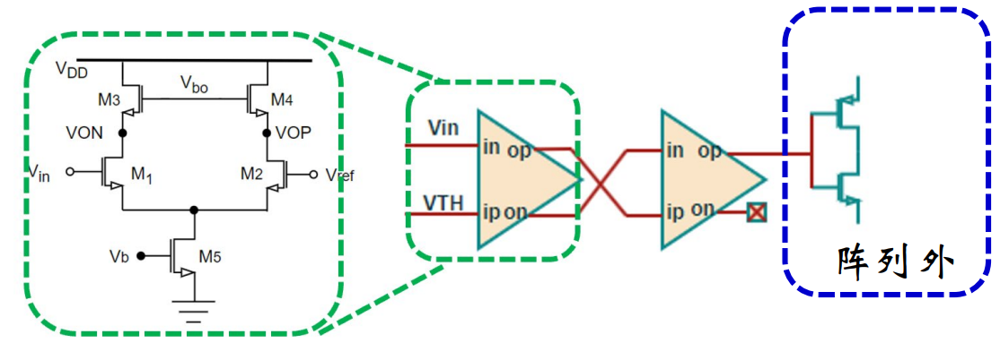 VDD
Vbo
M3
M4
VON
VOP
Vin
M1
M2
Vref
Vb
M5
Vin
in
op
VTH
ip
on
in
op
ip
on
阵列外